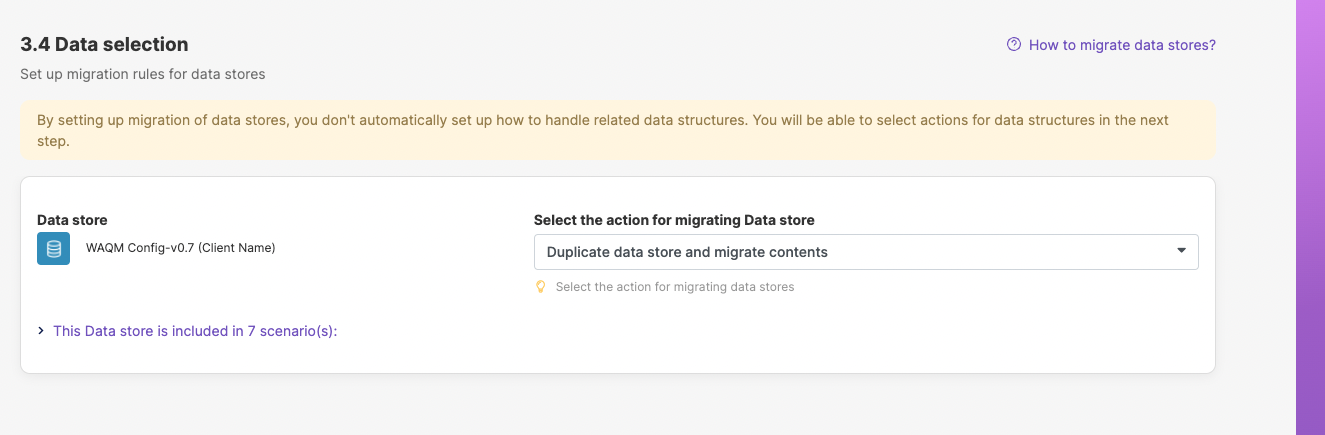 3.4 Data selection
How to migrate data stores?
Set up migration rules for data stores
By setting up migration of data stores, you don't automatically set up how to handle related data structures. You will be able to select actions for data structures in the next
step.
Data store
Select the action for migrating Data store
WAQM Config-v0.7 (Client Name)
Duplicate data store and migrate contents
Select the action for migrating data stores
This Data store is included in 7 scenario(s):